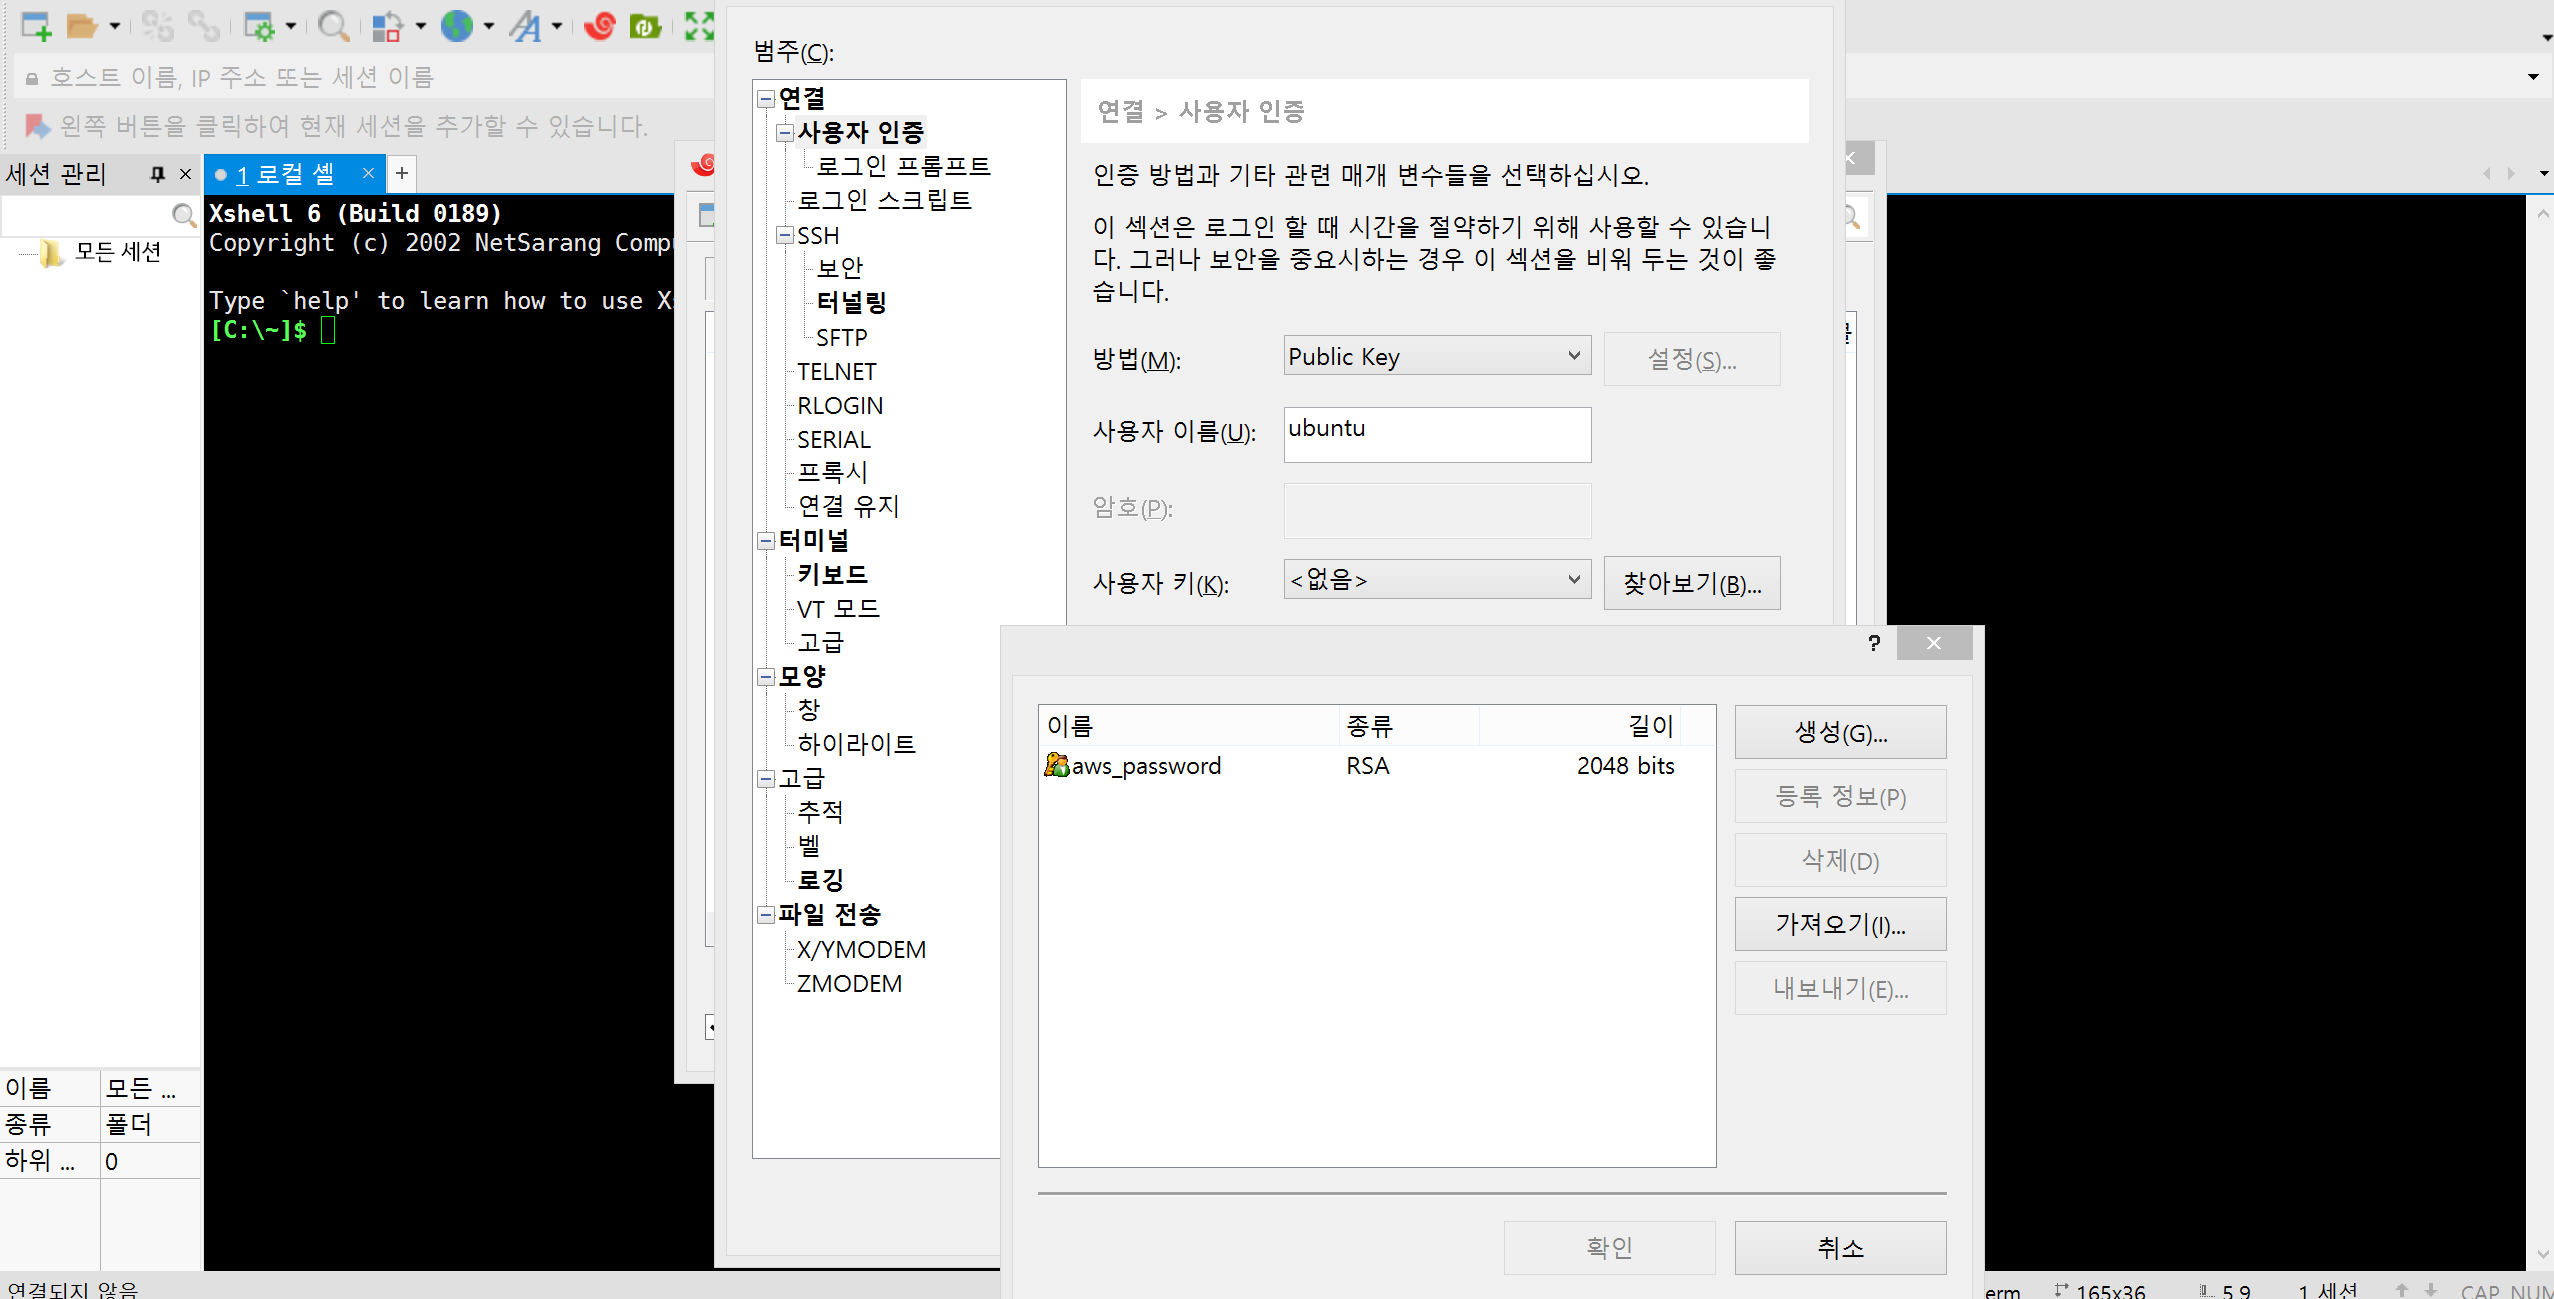 호스트 이름, IP 주소 또는 세션 이름
왼쪽 버튼을 클릭하여 현재 세션을 추가할 수 있습니다.
세션 관리
1 로컬 셸
모든 세션
Xshell 6 (Build 0189)
Copyright (c) 2002 NetSarang
Type `help' to learn how to use
[C:\~]$
이름 모든 ...
종류 폴더
하위 ... 0
연결되지 않음
범주(C):
연결
사용자 인증
로그인 프롬프트
로그인 스크립트
SSH
보안
터널링
SFTP
TELNET
RLOGIN
SERIAL
프록시
연결 유지
터미널
키보드
VT 모드
고급
모양
창
하이라이트
고급
추적
벨
로깅
파일 전송
X/YMODEM
ZMODEM
연결 > 사용자 인증
인증 방법과 기타 관련 매개 변수들을 선택하십시오.
이 섹션은 로그인 할 때 시간을 절약하기 위해 사용할 수 있습니
다. 그러나 보안을 중요시하는 경우 이 섹션을 비워 두는 것이 좋
습니다.
방법(M): Public Key 설정(S)...
사용자 이름(U): ubuntu
암호(P):
사용자 키(K): <없음> 찾아보기(B)...
이름 종류 길이
aws_password RSA 2048 bits
생성(G)...
등록 정보(P)
삭제(D)
가져오기(I)...
내보내기(E)...
확인 취소
erm 165x36 5,9 1 세션 CAP NUM